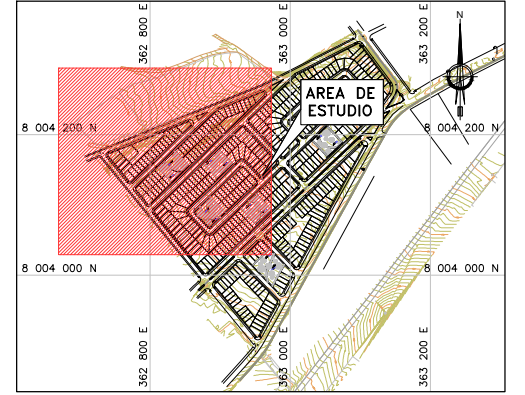 362 800 E
363 000 E
363 200 E
N
AREA DE
ESTUDIO
8 004 200 N
8 004 200 N
8 004 000 N
8 004 000 N
362 800 E
363 000 E
363 200 E